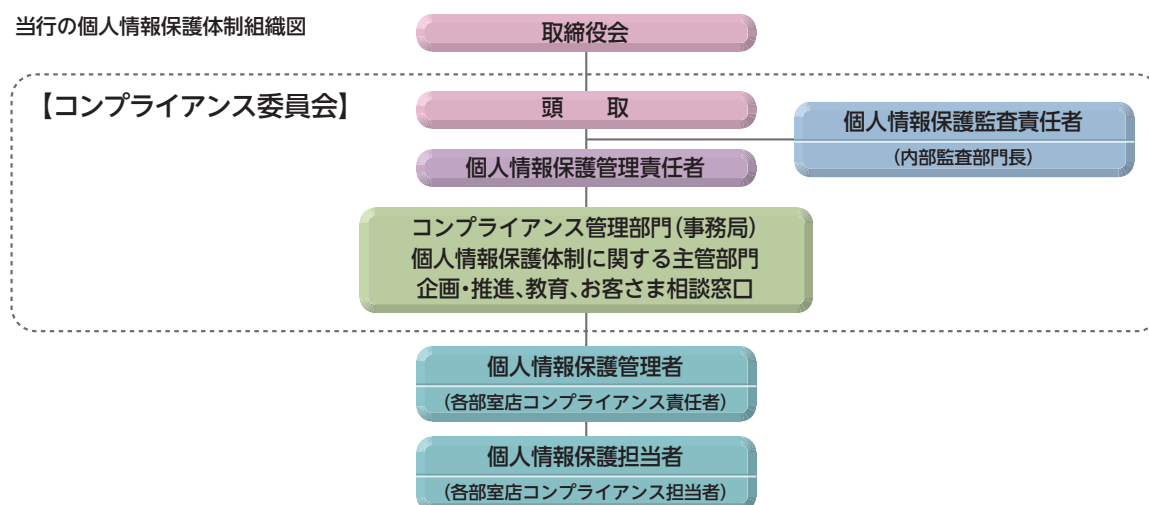 当行の個人情報保護体制組織図
取締役会
【コンプライアンス委員会】
頭　　取
個人情報保護監査責任者
(内部監査部門長)
個人情報保護管理責任者
コンプライアンス管理部門(事務局)
個人情報保護体制に関する主管部門
企画・推進、教育、お客さま相談窓口
個人情報保護管理者
(各部室店コンプライアンス責任者)
個人情報保護担当者
(各部室店コンプライアンス担当者)